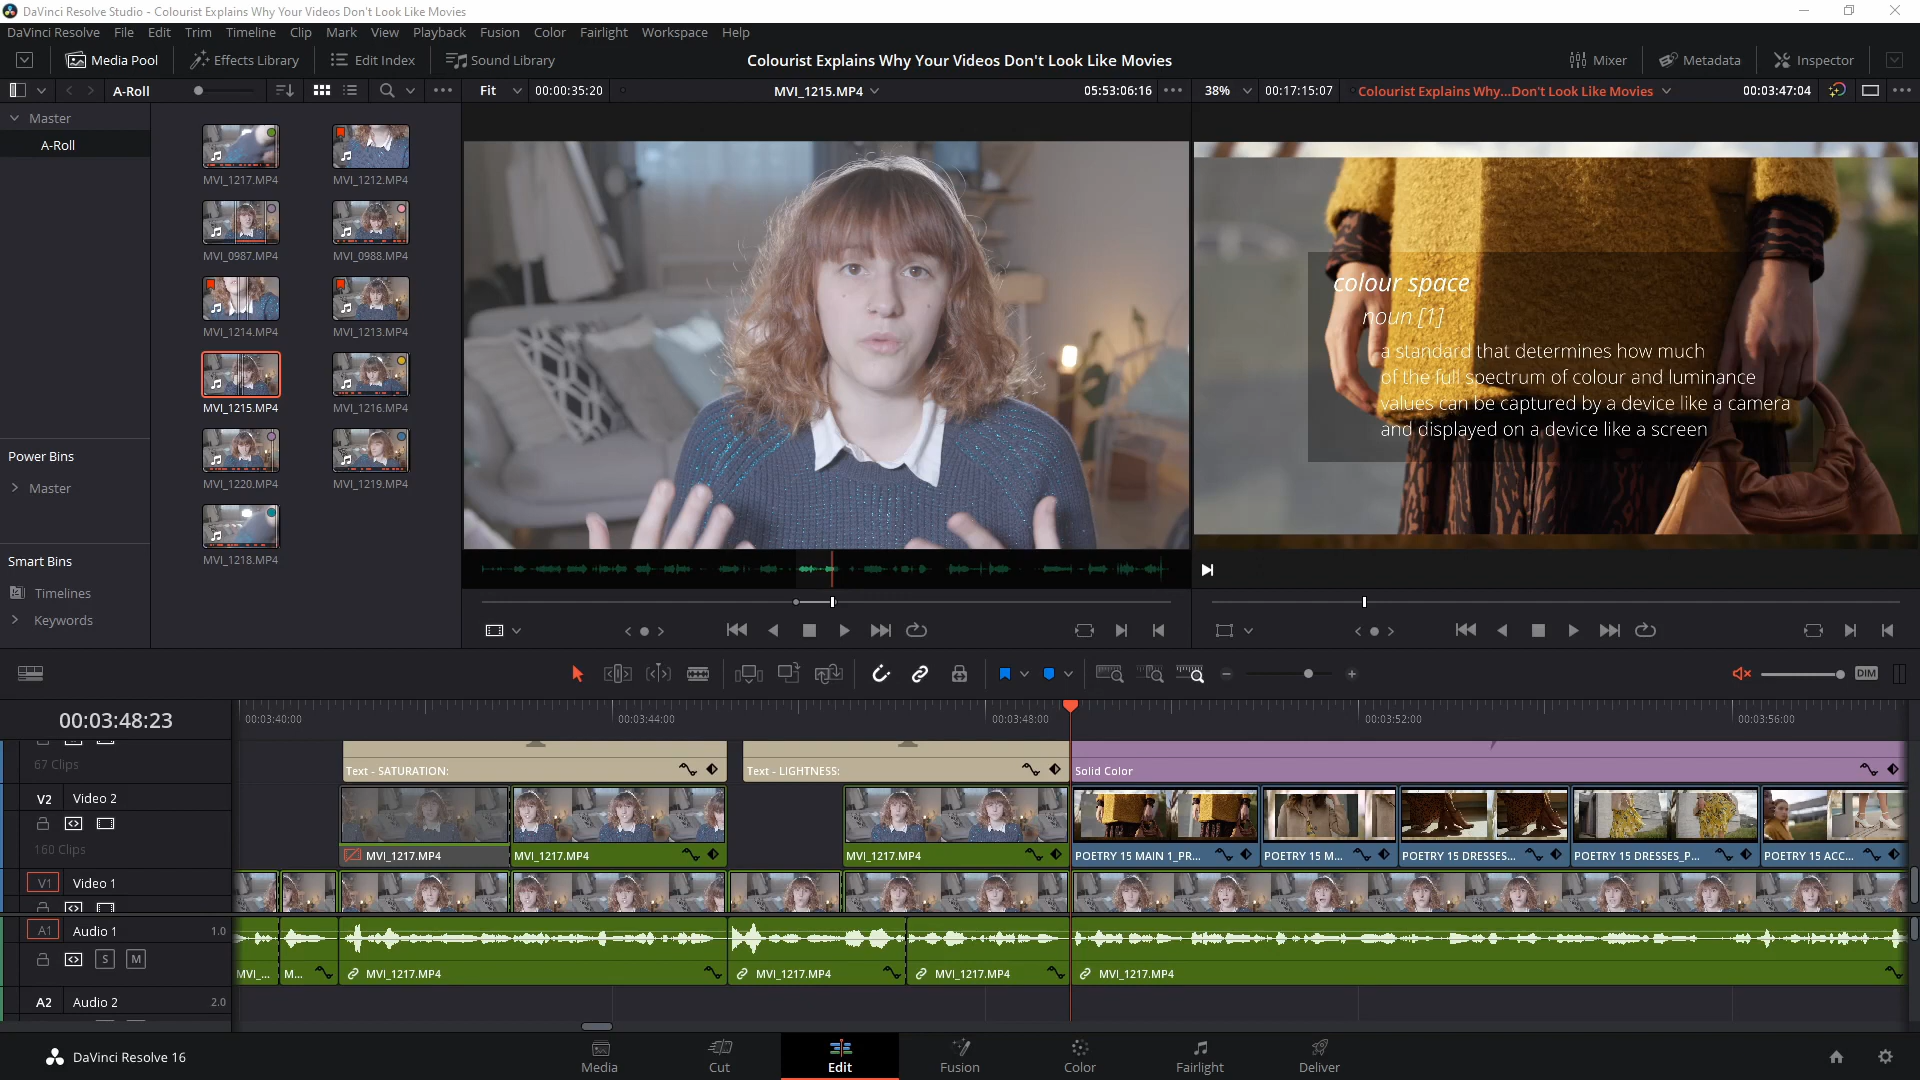 DaVinci Resolve Studio - Colourist Explains Why Your Videos Don't Look Like Movies
DaVinci Resolve File Edit Trim Timeline Clip Mark View Playback Fusion Color Fairlight Workspace Help
Media Pool Effects Library Edit Index Sound Library Colourist Explains Why Your Videos Don't Look Like Movies Mixer Metadata Inspector
A-Roll Fit 00:00:35:20 MVI_1215.MP4 05:53:06:16 38% 00:17:15:07 Colourist Explains Why...Don't Look Like Movies 00:03:47:04
Master
A-Roll
MVI_1217.MP4 MVI_1212.MP4
MVI_0987.MP4 MVI_0988.MP4
MVI_1214.MP4 MVI_1213.MP4
MVI_1215.MP4 MVI_1216.MP4
MVI_1220.MP4 MVI_1219.MP4
MVI_1218.MP4
Power Bins
Master
Smart Bins
Timelines
Keywords
colour space
noun [1]
a standard that determines how much
of the full spectrum of colour and luminance
values can be captured by a device like a camera
and displayed on a device like a screen
DIM
00:03:48:23
00:03:40:00 00:03:44:00 00:03:48:00 00:03:52:00 00:03:56:00
67 Clips
Text - SATURATION: Text - LIGHTNESS: Solid Color
V2 Video 2
160 Clips
MVI_1217.MP4 MVI_1217.MP4 MVI_1217.MP4 POETRY 15 MAIN 1_PR... POETRY 15 M... POETRY 15 DRESSES... POETRY 15 DRESSES_P... POETRY 15 ACC...
V1 Video 1
A1 Audio 1 1.0
S M
MVI_... M... MVI_1217.MP4 MVI_1217.MP4 MVI_1217.MP4 MVI_1217.MP4
A2 Audio 2 2.0
DaVinci Resolve 16
Media Cut Edit Fusion Color Fairlight Deliver